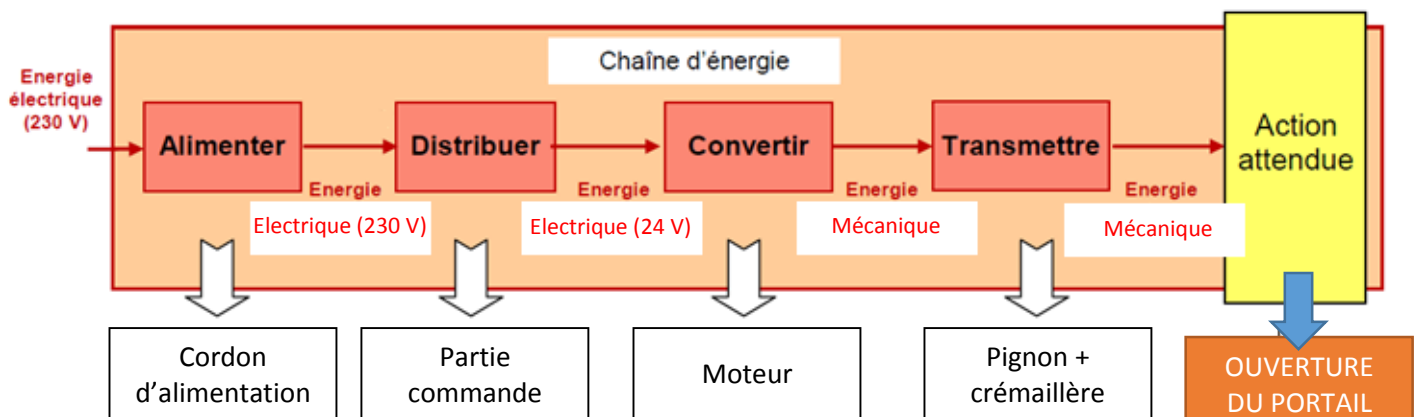 Chaîne d'énergie
Energie
électrique
(230 V)
Alimenter
Distribuer
Convertir
Transmettre
Action
attendue
Energie
Energie
Energie
Energie
Electrique (230 V)
Electrique (24 V)
Mécanique
Mécanique
Cordon
d'alimentation
Partie
commande
Moteur
Pignon +
crémaillère
OUVERTURE
DU PORTAIL